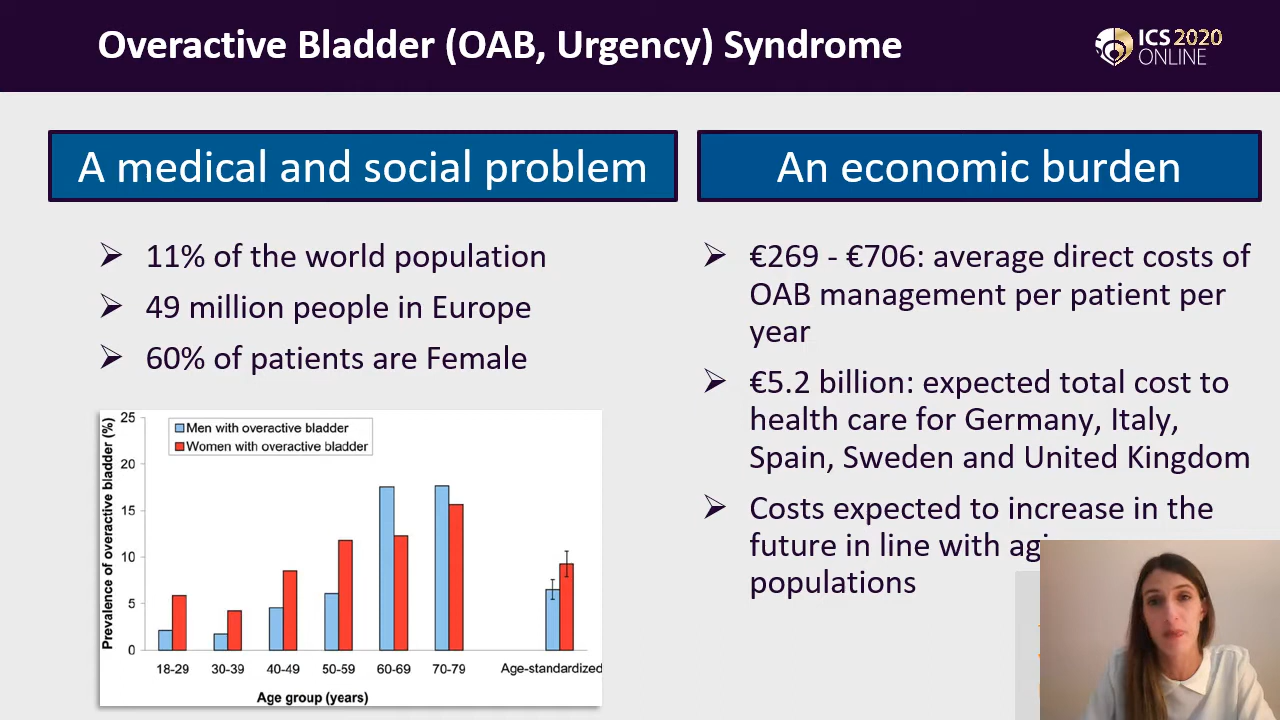 Overactive Bladder (OAB, Urgency) Syndrome
ICS 2020
ONLINE
A medical and social problem
11% of the world population
49 million people in Europe
60% of patients are Female
Prevalence of overactive bladder (%)
25
20
15
10
5
0
Men with overactive bladder
Women with overactive bladder
18-29 30-39 40-49 50-59 60-69 70-79 Age-standardized
Age group (years)
An economic burden
€269 - €706: average direct costs of
OAB management per patient per
year
€5.2 billion: expected total cost to
health care for Germany, Italy,
Spain, Sweden and United Kingdom
Costs expected to increase in the
future in line with
populations